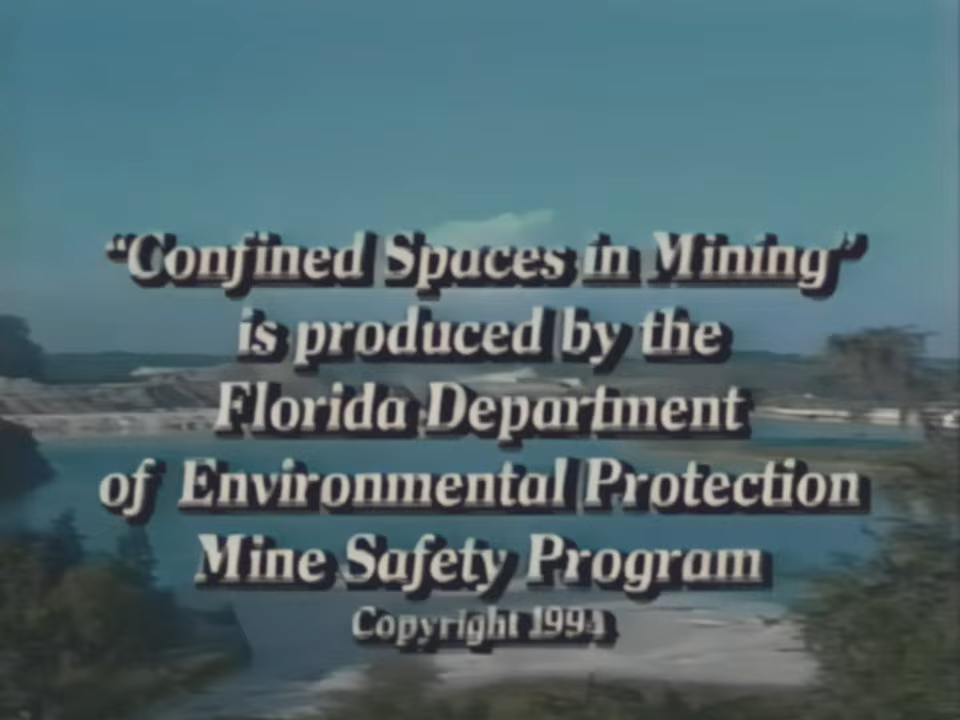 “Confined Spaces in Mining”
is produced by the
Florida Department
of Environmental Protection
Mine Safety Program
Copyright 1994